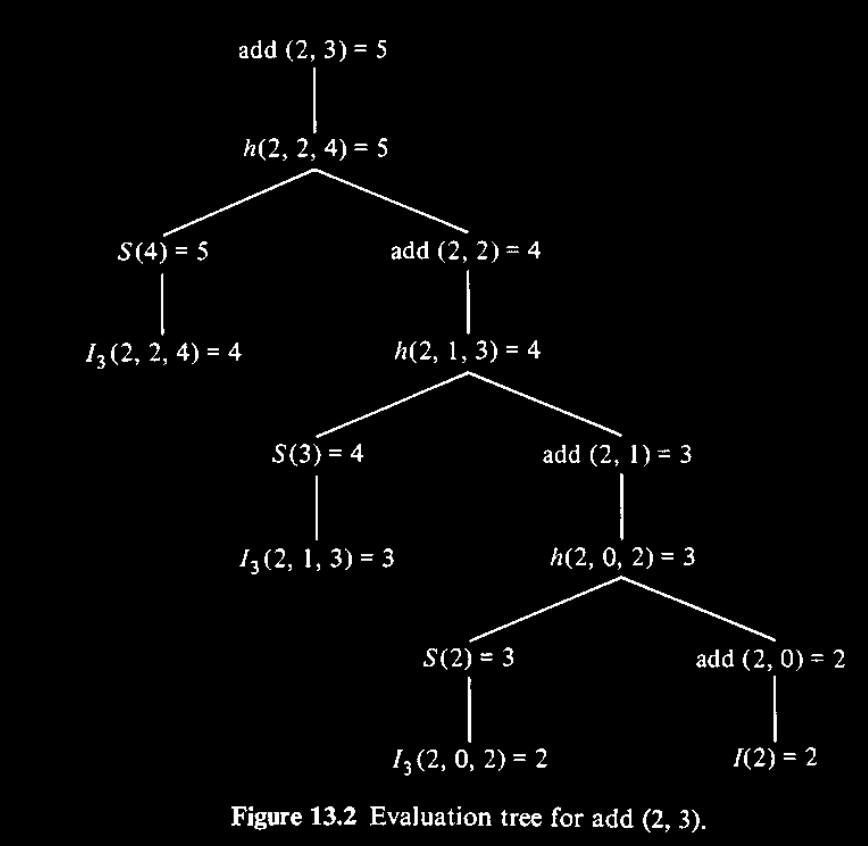 add (2, 3) = 5
h(2, 2, 4) = 5
S(4) = 5 add (2, 2) = 4
I₃(2, 2, 4) = 4 h(2, 1, 3) = 4
S(3) = 4 add (2, 1) = 3
I₃(2, 1, 3) = 3 h(2, 0, 2) = 3
S(2) = 3 add (2, 0) = 2
I₃(2, 0, 2) = 2 I(2) = 2
Figure 13.2 Evaluation tree for add (2, 3).